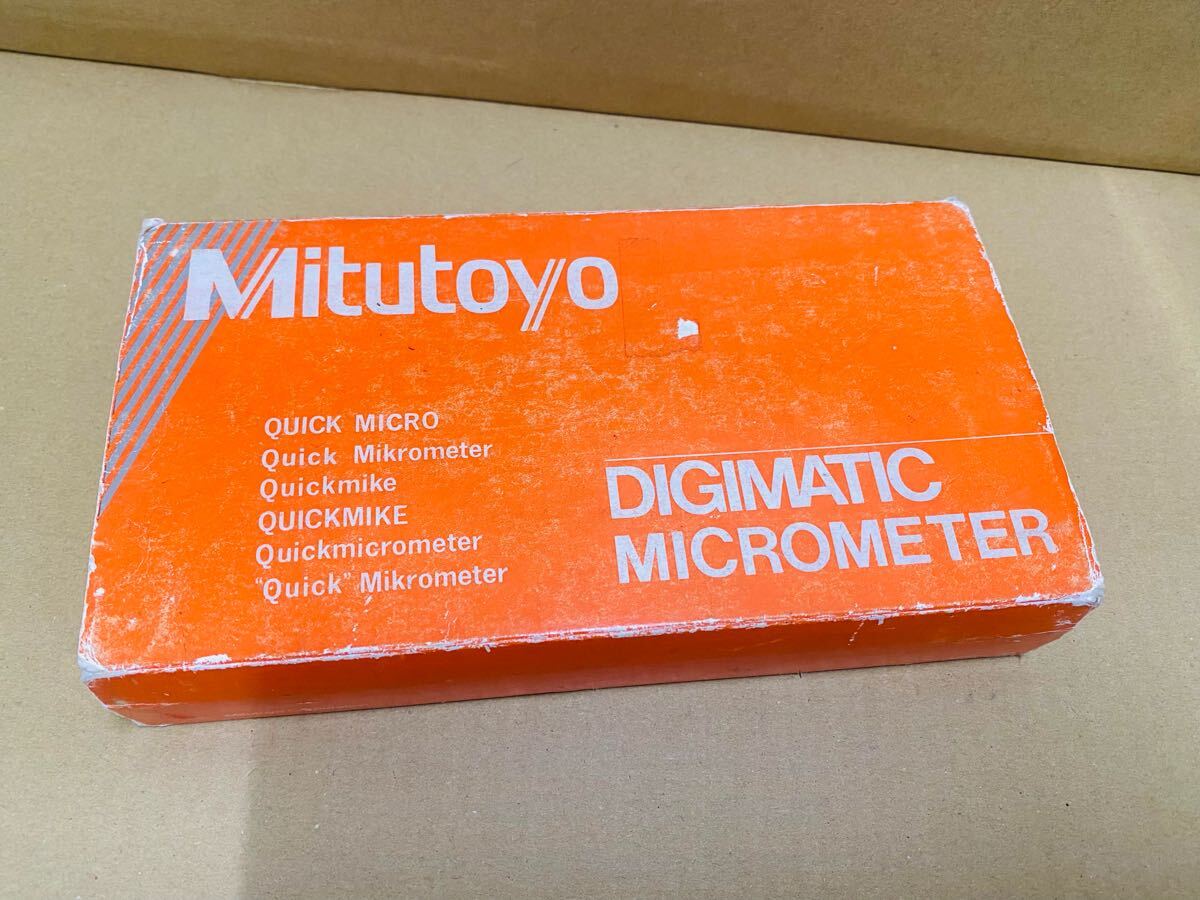 Mitutoyo
QUICK MICRO
Quick Mikrometer
Quickmike
QUICKMIKE
Quickmicrometer
"Quick" Mikrometer
DIGIMATIC
MICROMETER